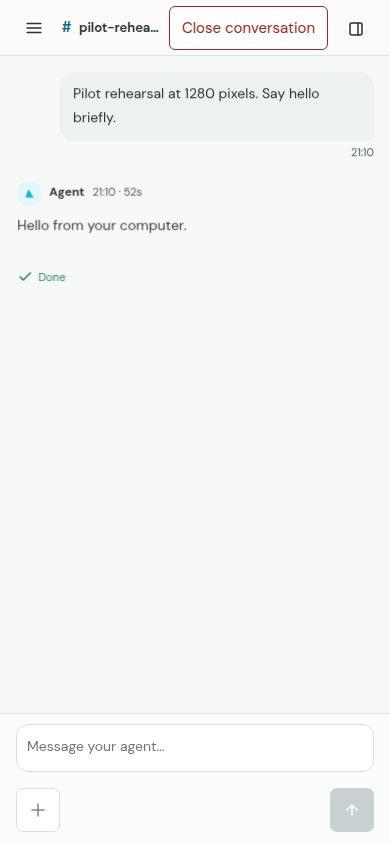 # pilot-rehea...
Close conversation
Pilot rehearsal at 1280 pixels. Say hello
briefly.
21:10
Agent 21:10 · 52s
Hello from your computer.
Done
Message your agent...